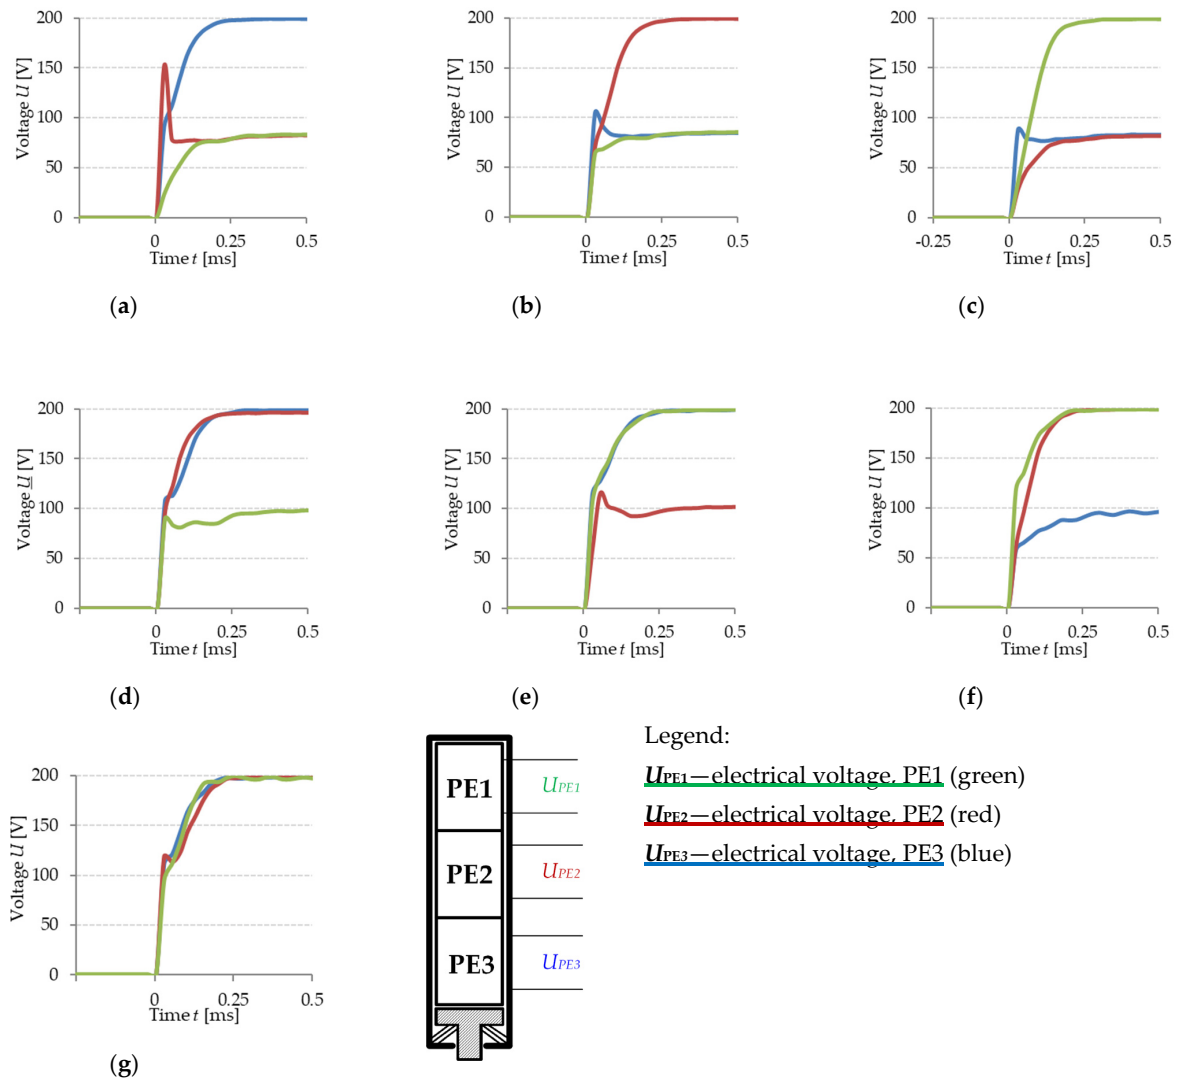 200
150
100
50
0
Voltage U [V]
0
0.25
0.5
Time t [ms]
(a)
200
150
100
50
0
Voltage U [V]
0
0.25
0.5
Time t [ms]
(b)
200
150
100
50
0
Voltage U [V]
-0.25
0
0.25
0.5
Time t [ms]
(c)
200
150
100
50
0
Voltage U [V]
0
0.25
0.5
Time t [ms]
(d)
200
150
100
50
0
Voltage U [V]
0
0.25
0.5
Time t [ms]
(e)
200
150
100
50
0
Voltage U [V]
0
0.25
0.5
Time t [ms]
(f)
200
150
100
50
0
Voltage U [V]
0
0.25
0.5
Time t [ms]
(g)
PE1
UPE1
PE2
UPE2
PE3
UPE3
Legend:
UPE1—electrical voltage, PE1 (green)
UPE2—electrical voltage, PE2 (red)
UPE3—electrical voltage, PE3 (blue)